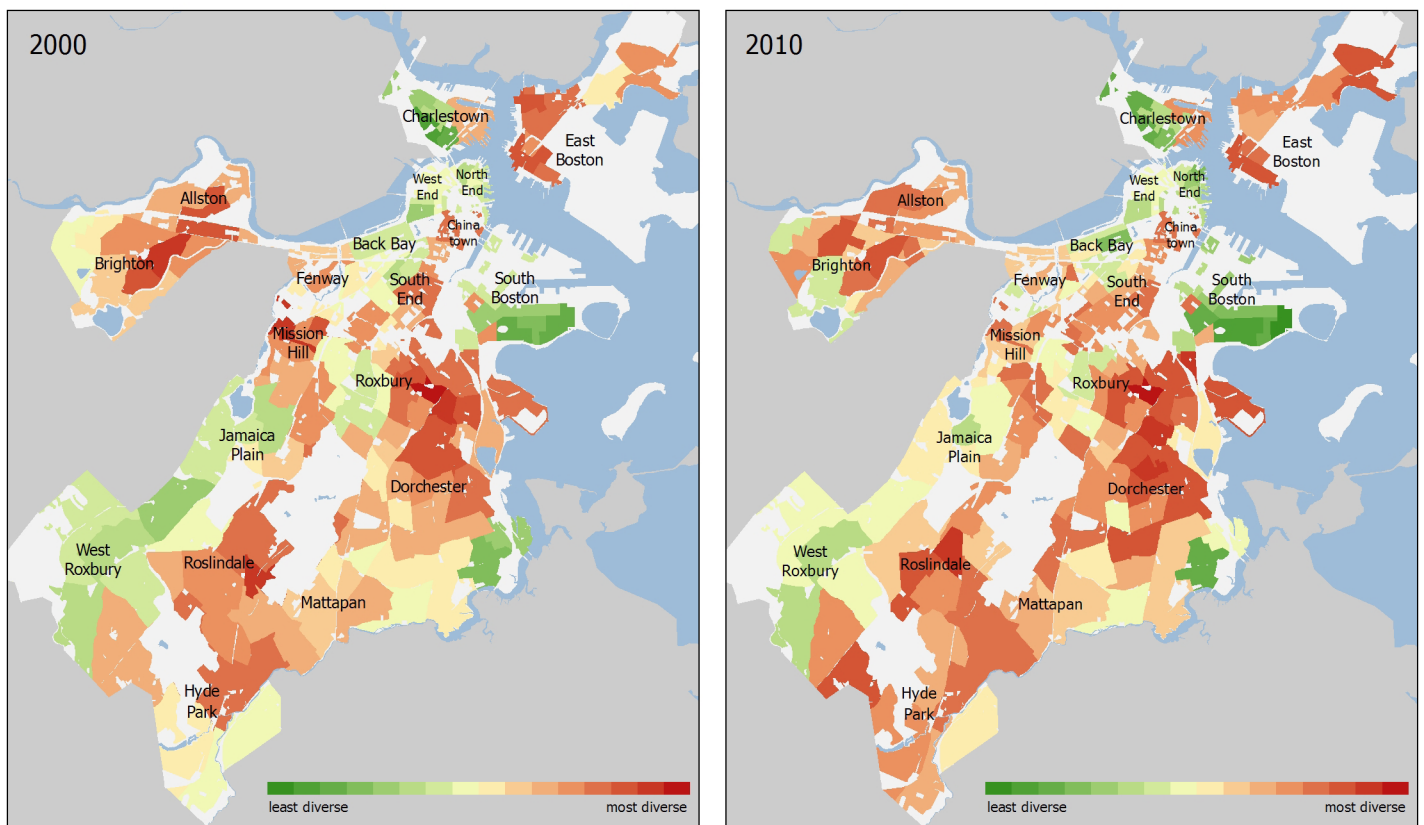 2000
Charlestown
East
Boston
West
End
North
End
Allston
China
town
Back Bay
Brighton
Fenway
South
End
South
Boston
Mission
Hill
Roxbury
Jamaica
Plain
Dorchester
West
Roxbury
Roslindale
Mattapan
Hyde
Park
least diverse
most diverse
2010
Charlestown
East
Boston
West
End
North
End
Allston
China
town
Back Bay
Brighton
Fenway
South
End
South
Boston
Mission
Hill
Roxbury
Jamaica
Plain
Dorchester
West
Roxbury
Roslindale
Mattapan
Hyde
Park
least diverse
most diverse